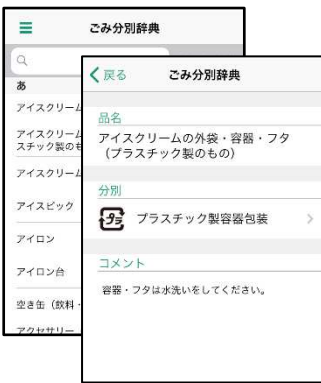 ごみ分別辞典
あ
アイスクリーム
アイスクリーム
スチック製のも
アイスクリーム
アイスピック
アイロン
アイロン台
空き缶（飲料・
アクセサリー
戻る
ごみ分別辞典
品名
アイスクリームの外袋・容器・フタ
（プラスチック製のもの）
分別
プラ
プラスチック製容器包装
コメント
容器・フタは水洗いをしてください。